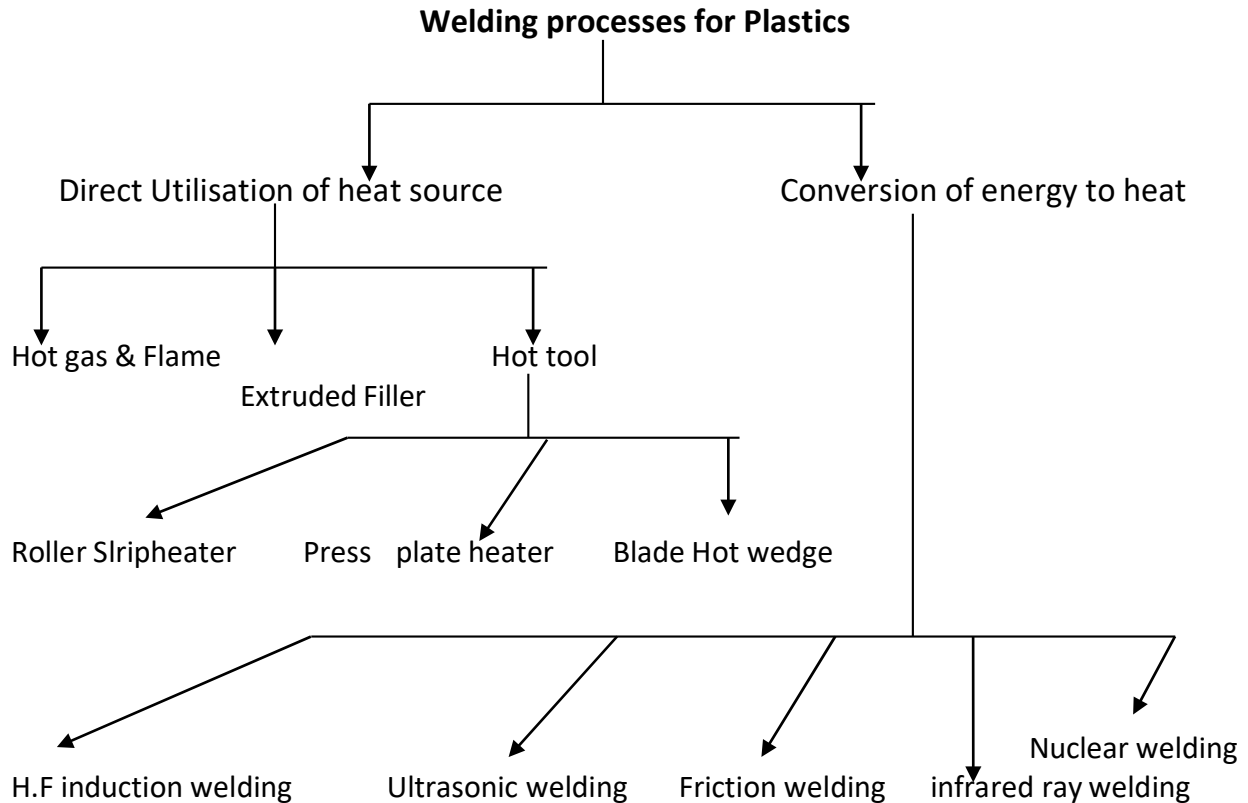 Welding processes for Plastics
Direct Utilisation of heat source
Conversion of energy to heat
Hot gas & Flame
Hot tool
Extruded Filler
Roller Slripheater
Press plate heater
Blade Hot wedge
Nuclear welding
H.F induction welding
Ultrasonic welding
Friction welding
infrared ray welding